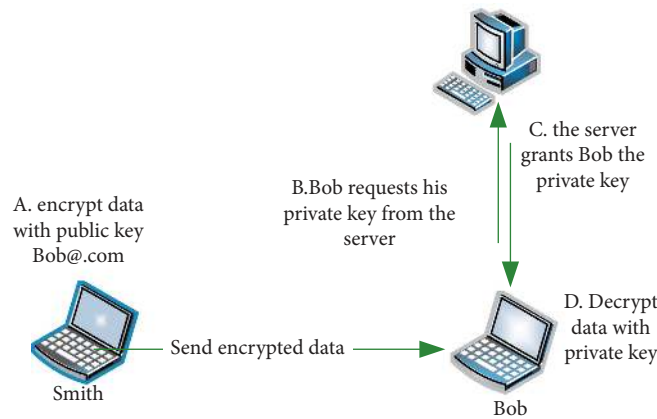 C. the server
grants Bob the
private key
B.Bob requests his
private key from the
server
A. encrypt data
with public key
Bob@.com
D. Decrypt
data with
private key
Send encrypted data
Smith
Bob